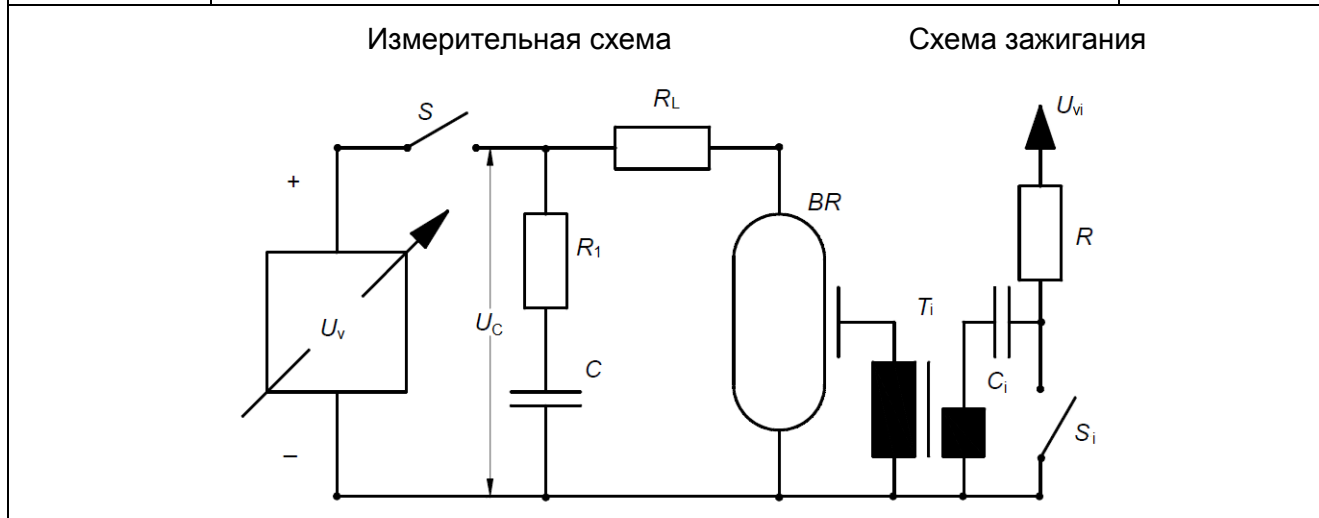 Измерительная схема
Схема зажигания
S
R_L
U_vi
+
BR
R
R_1
T_i
U_v
U_C
C
C_i
S_i
–